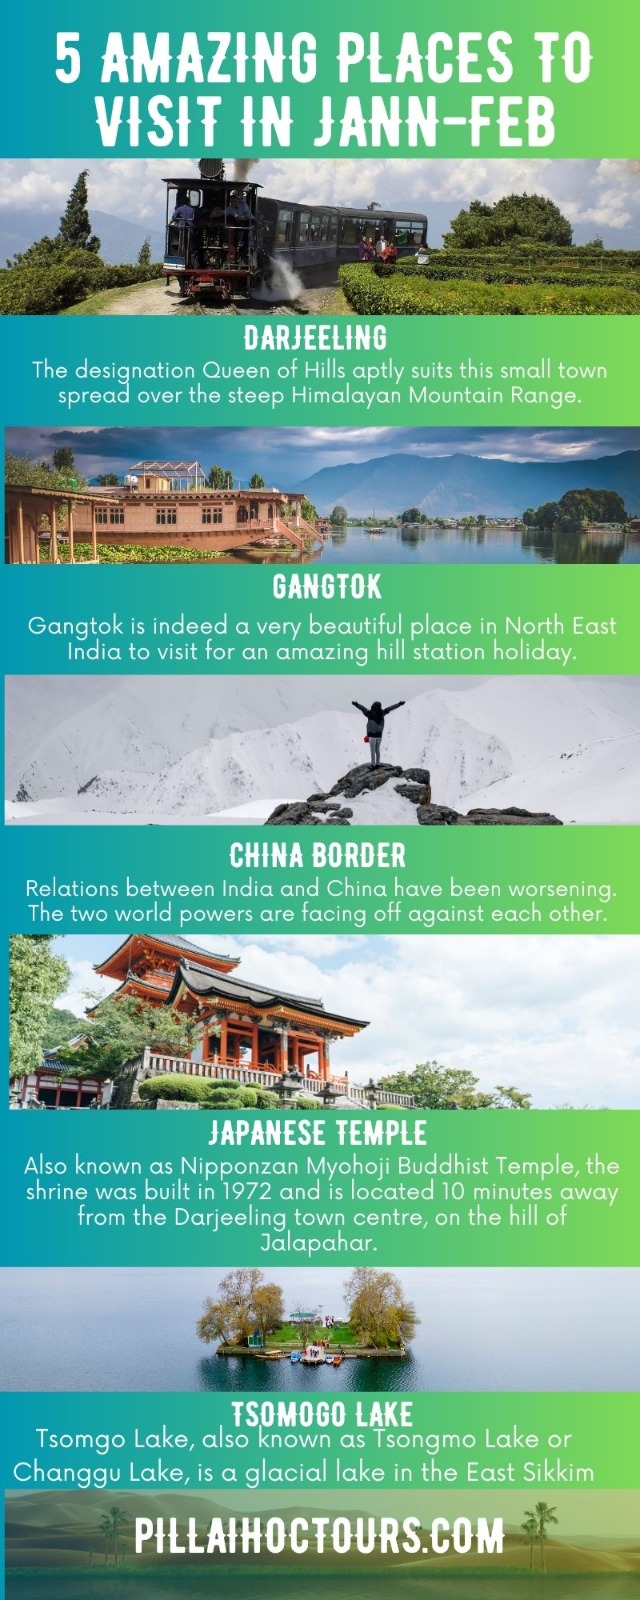 5 AMAZING PLACES TO
VISIT IN JANN-FEB
DARJEELING
The designation Queen of Hills aptly suits this small town
spread over the steep Himalayan Mountain Range.
GANGTOK
Gangtok is indeed a very beautiful place in North East
India to visit for an amazing hill station holiday.
CHINA BORDER
Relations between India and China have been worsening.
The two world powers are facing off against each other.
JAPANESE TEMPLE
Also known as Nipponzan Myohoji Buddhist Temple, the
shrine was built in 1972 and is located 10 minutes away
from the Darjeeling town centre, on the hill of
Jalapahar.
TSOMOGO LAKE
Tsomgo Lake, also known as Tsongmo Lake or
Changgu Lake, is a glacial lake in the East Sikkim
PILLAIHOCTOURS.COM